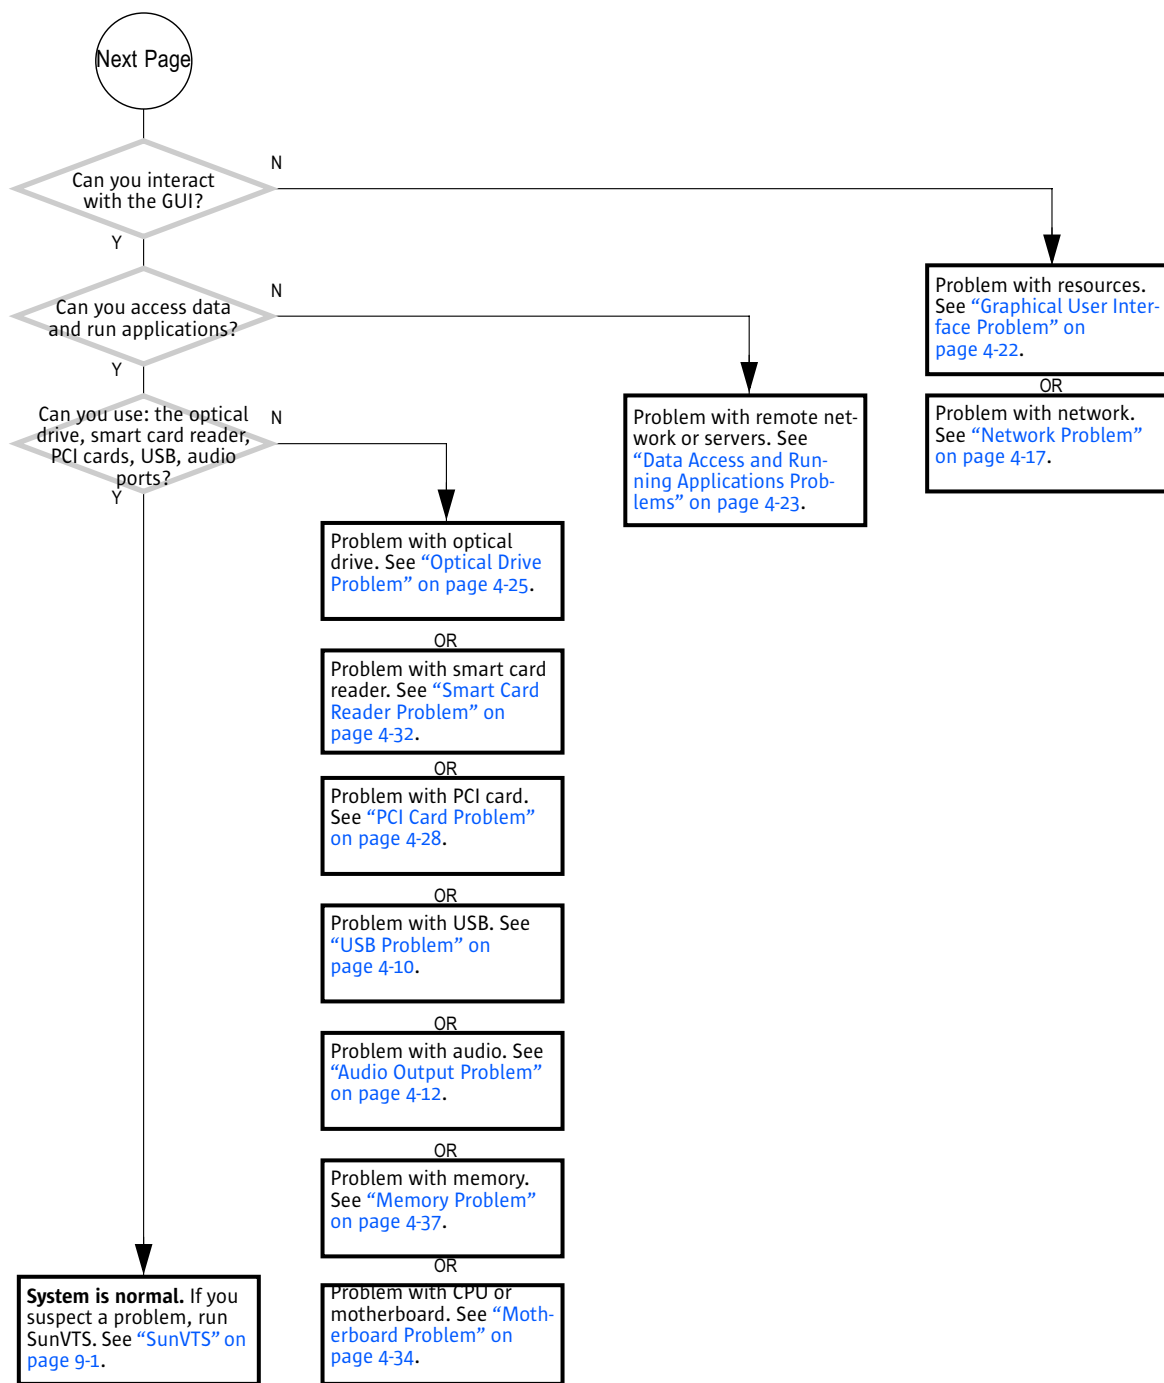 Next Page
N
Can you interact
with the GUI?
Y
N
Can you access data
and run applications?
Y
Problem with resources.
See “Graphical User Inter-
face Problem” on
page 4-22.
OR
Problem with network.
See “Network Problem”
on page 4-17.
Can you use: the optical
drive, smart card reader,
PCI cards, USB, audio
ports?
N
Y
Problem with remote net-
work or servers. See
“Data Access and Run-
ning Applications Prob-
lems” on page 4-23.
Problem with optical
drive. See “Optical Drive
Problem” on page 4-25.
OR
Problem with smart card
reader. See “Smart Card
Reader Problem” on
page 4-32.
OR
Problem with PCI card.
See “PCI Card Problem”
on page 4-28.
OR
Problem with USB. See
“USB Problem” on
page 4-10.
OR
Problem with audio. See
“Audio Output Problem”
on page 4-12.
OR
Problem with memory.
See “Memory Problem”
on page 4-37.
OR
Problem with CPU or
motherboard. See “Moth-
erboard Problem” on
page 4-34.
System is normal. If you
suspect a problem, run
SunVTS. See “SunVTS” on
page 9-1.